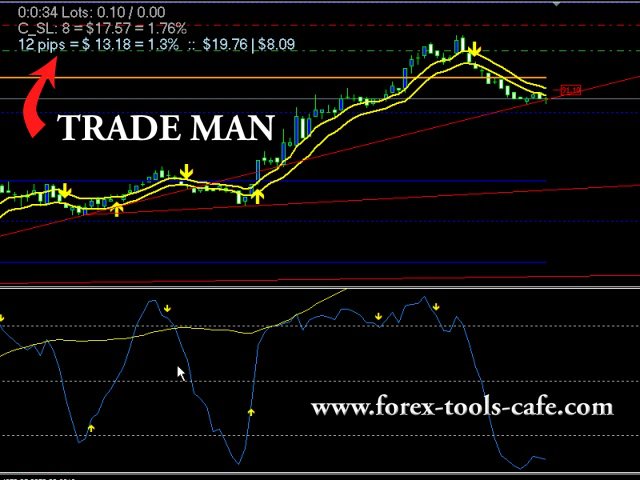 0:0:34 Lots: 0.10 / 0.00
C_SL: 8 = $17.57 = 1.76%
12 pips = $ 13.18 = 1.3% :: $19.76 | $8.09
TRADE MAN
www.forex-tools-cafe.com